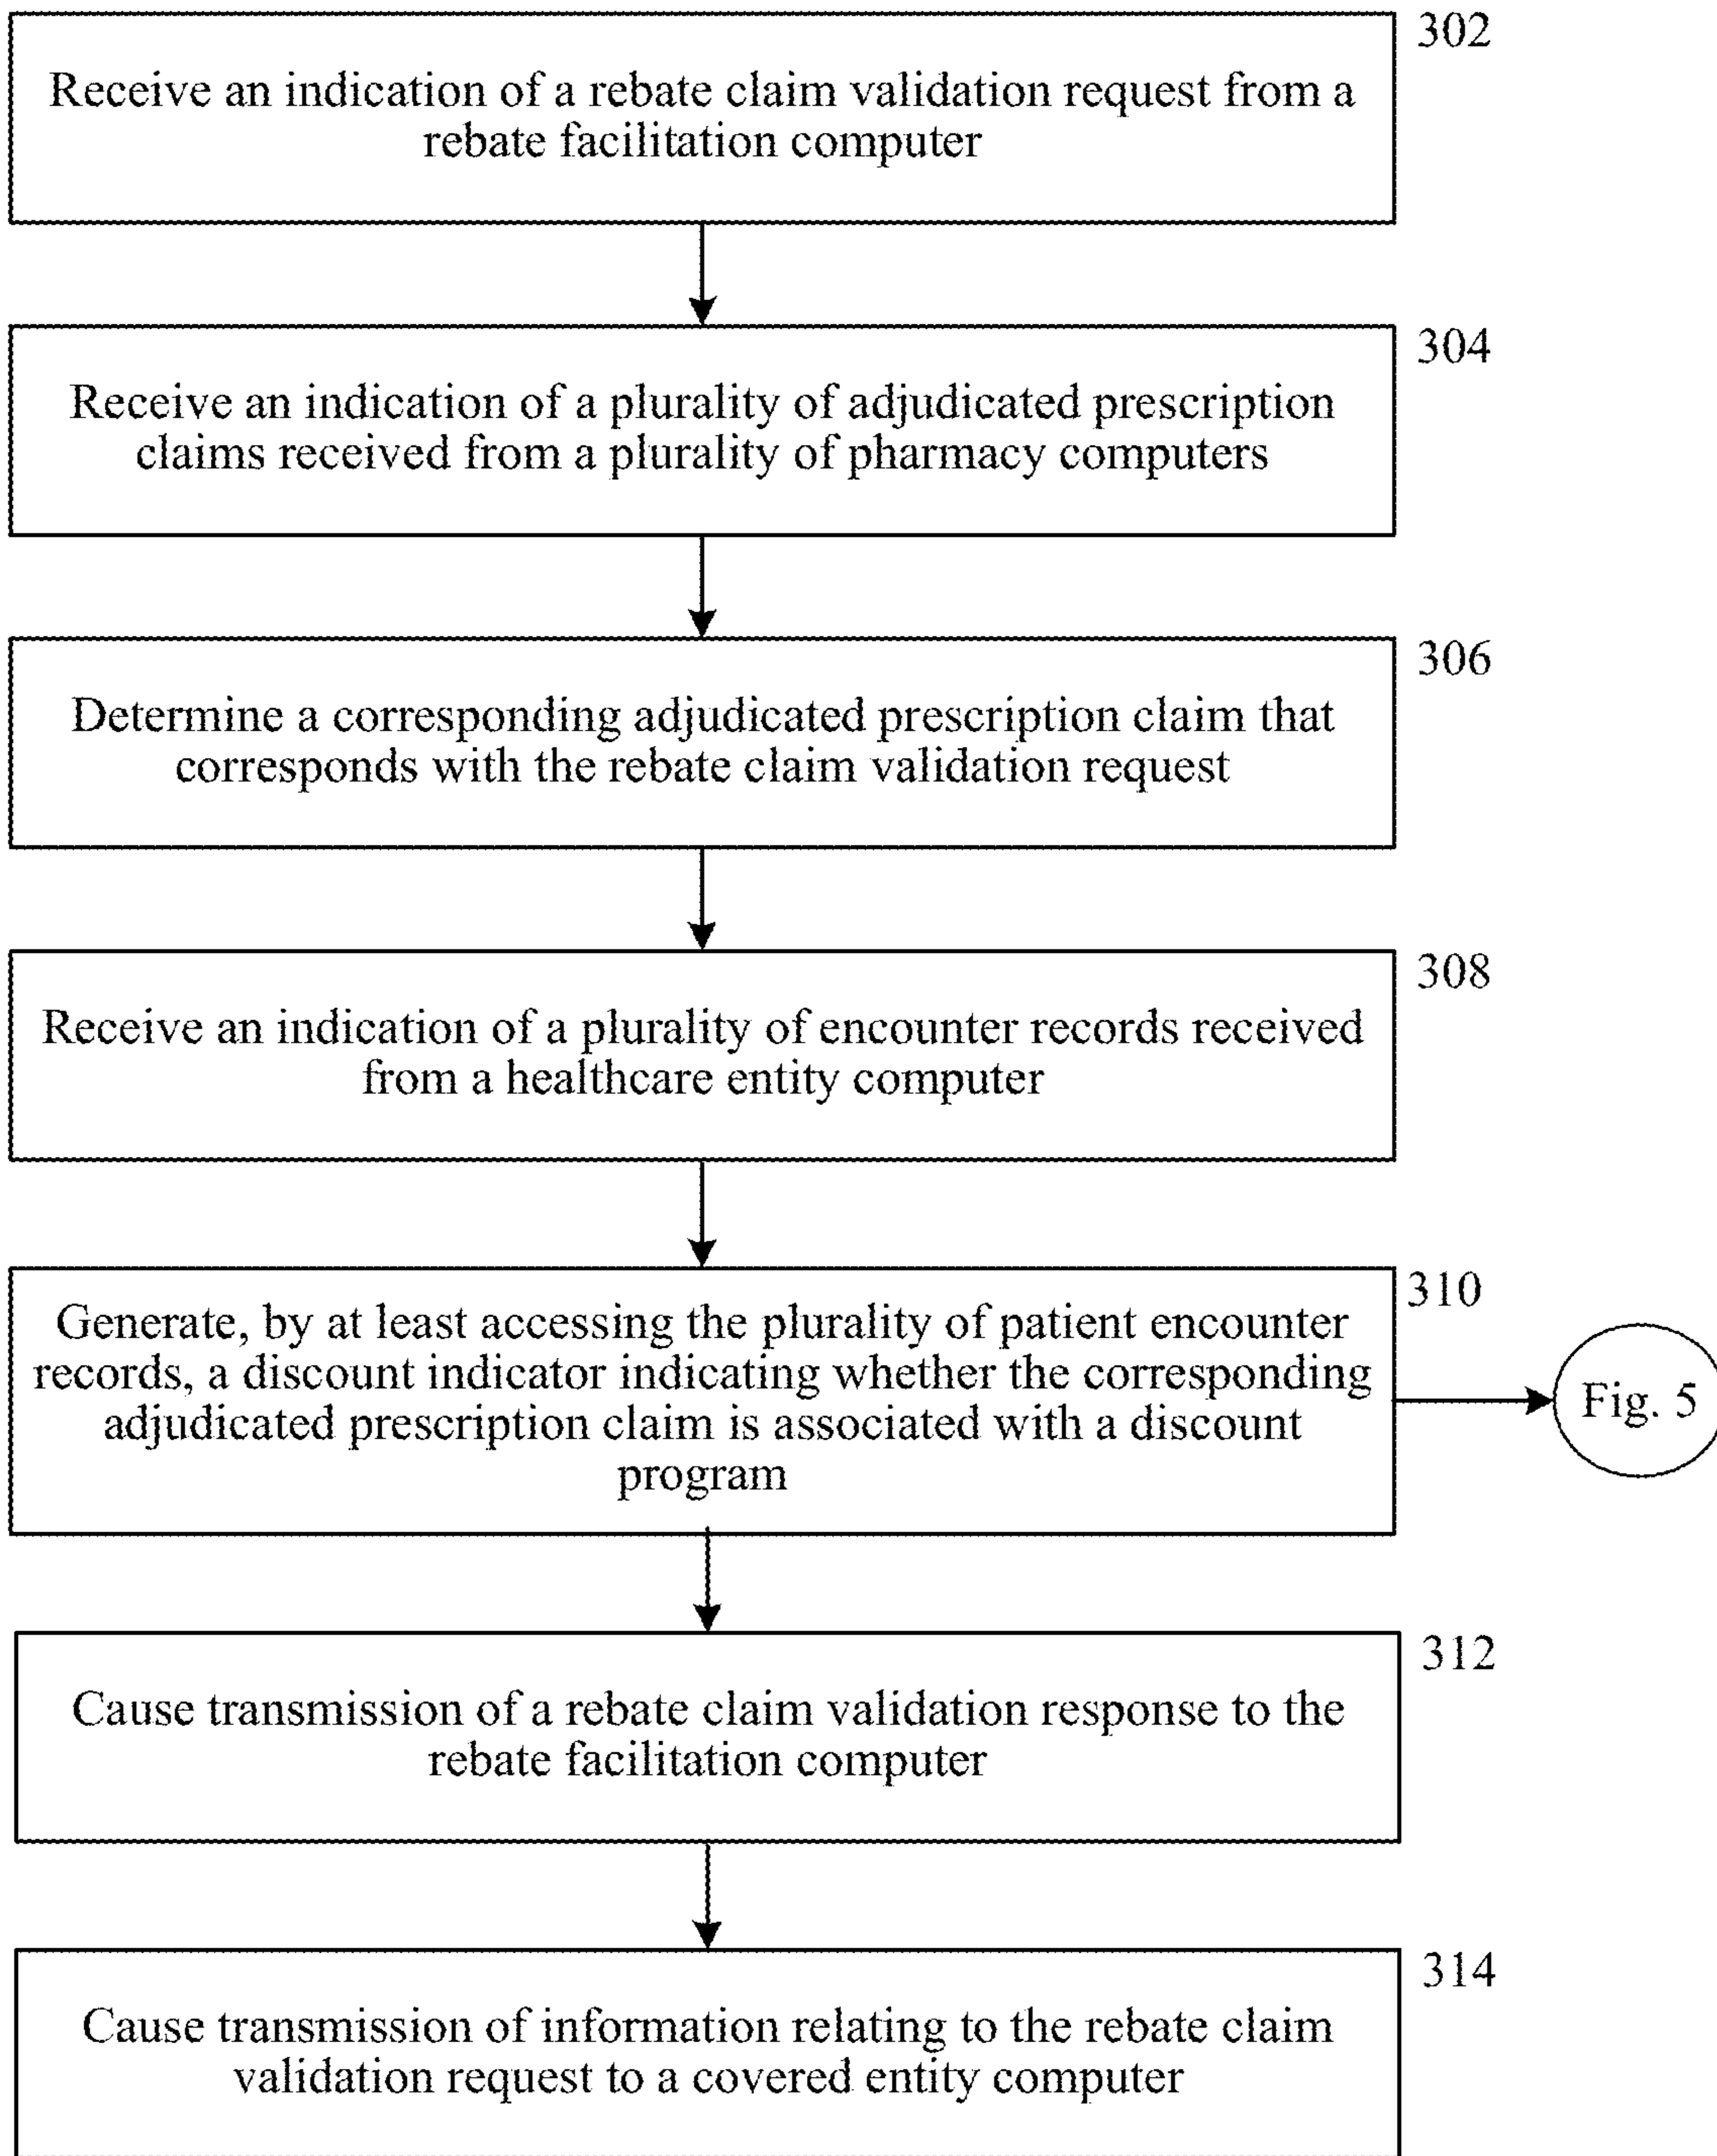 302
Receive an indication of a rebate claim validation request from a
rebate facilitation computer
304
Receive an indication of a plurality of adjudicated prescription
claims received from a plurality of pharmacy computers
306
Determine a corresponding adjudicated prescription claim that
corresponds with the rebate claim validation request
308
Receive an indication of a plurality of encounter records received
from a healthcare entity computer
310
Generate, by at least accessing the plurality of patient encounter
records, a discount indicator indicating whether the corresponding
adjudicated prescription claim is associated with a discount
program
Fig. 5
312
Cause transmission of a rebate claim validation response to the
rebate facilitation computer
314
Cause transmission of information relating to the rebate claim
validation request to a covered entity computer